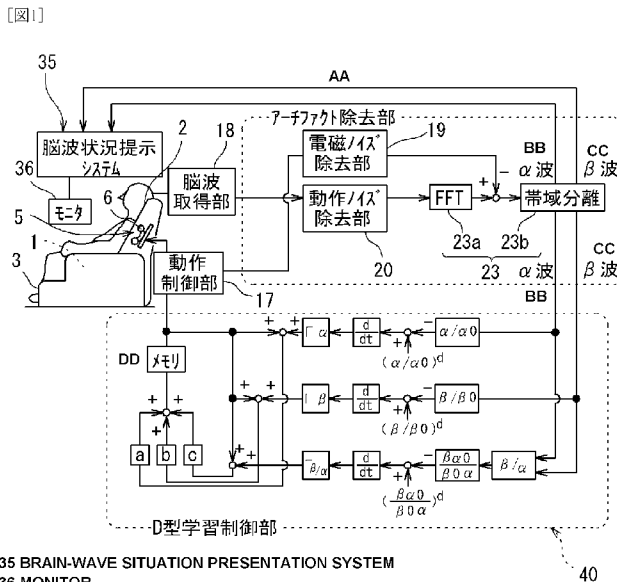 [図1]
35
AA
アーチファクト除去部
2
18
19
BB
CC
脳波状況提示
システム
電磁ノイズ
除去部
α波
β波
36
脳波
取得部
−
モニタ
6
5
動作ノイズ
除去部
FFT
+
帯域分離
1
23a
23b
CC
3
動作
制御部
20
23
α波
β波
17
BB
+
+
Γα
d
dt
−
α/α0
+
(α/α0)d
DD
メモリ
+
+
Γβ
d
dt
−
β/β0
+
(β/β0)d
+
+
+
a
b
c
+
+
β/α
d
dt
−
βα0
β0α
β/α
+
(βα0
β0α)d
D型学習制御部
40
35 BRAIN-WAVE SITUATION PRESENTATION SYSTEM
36 MONITOR